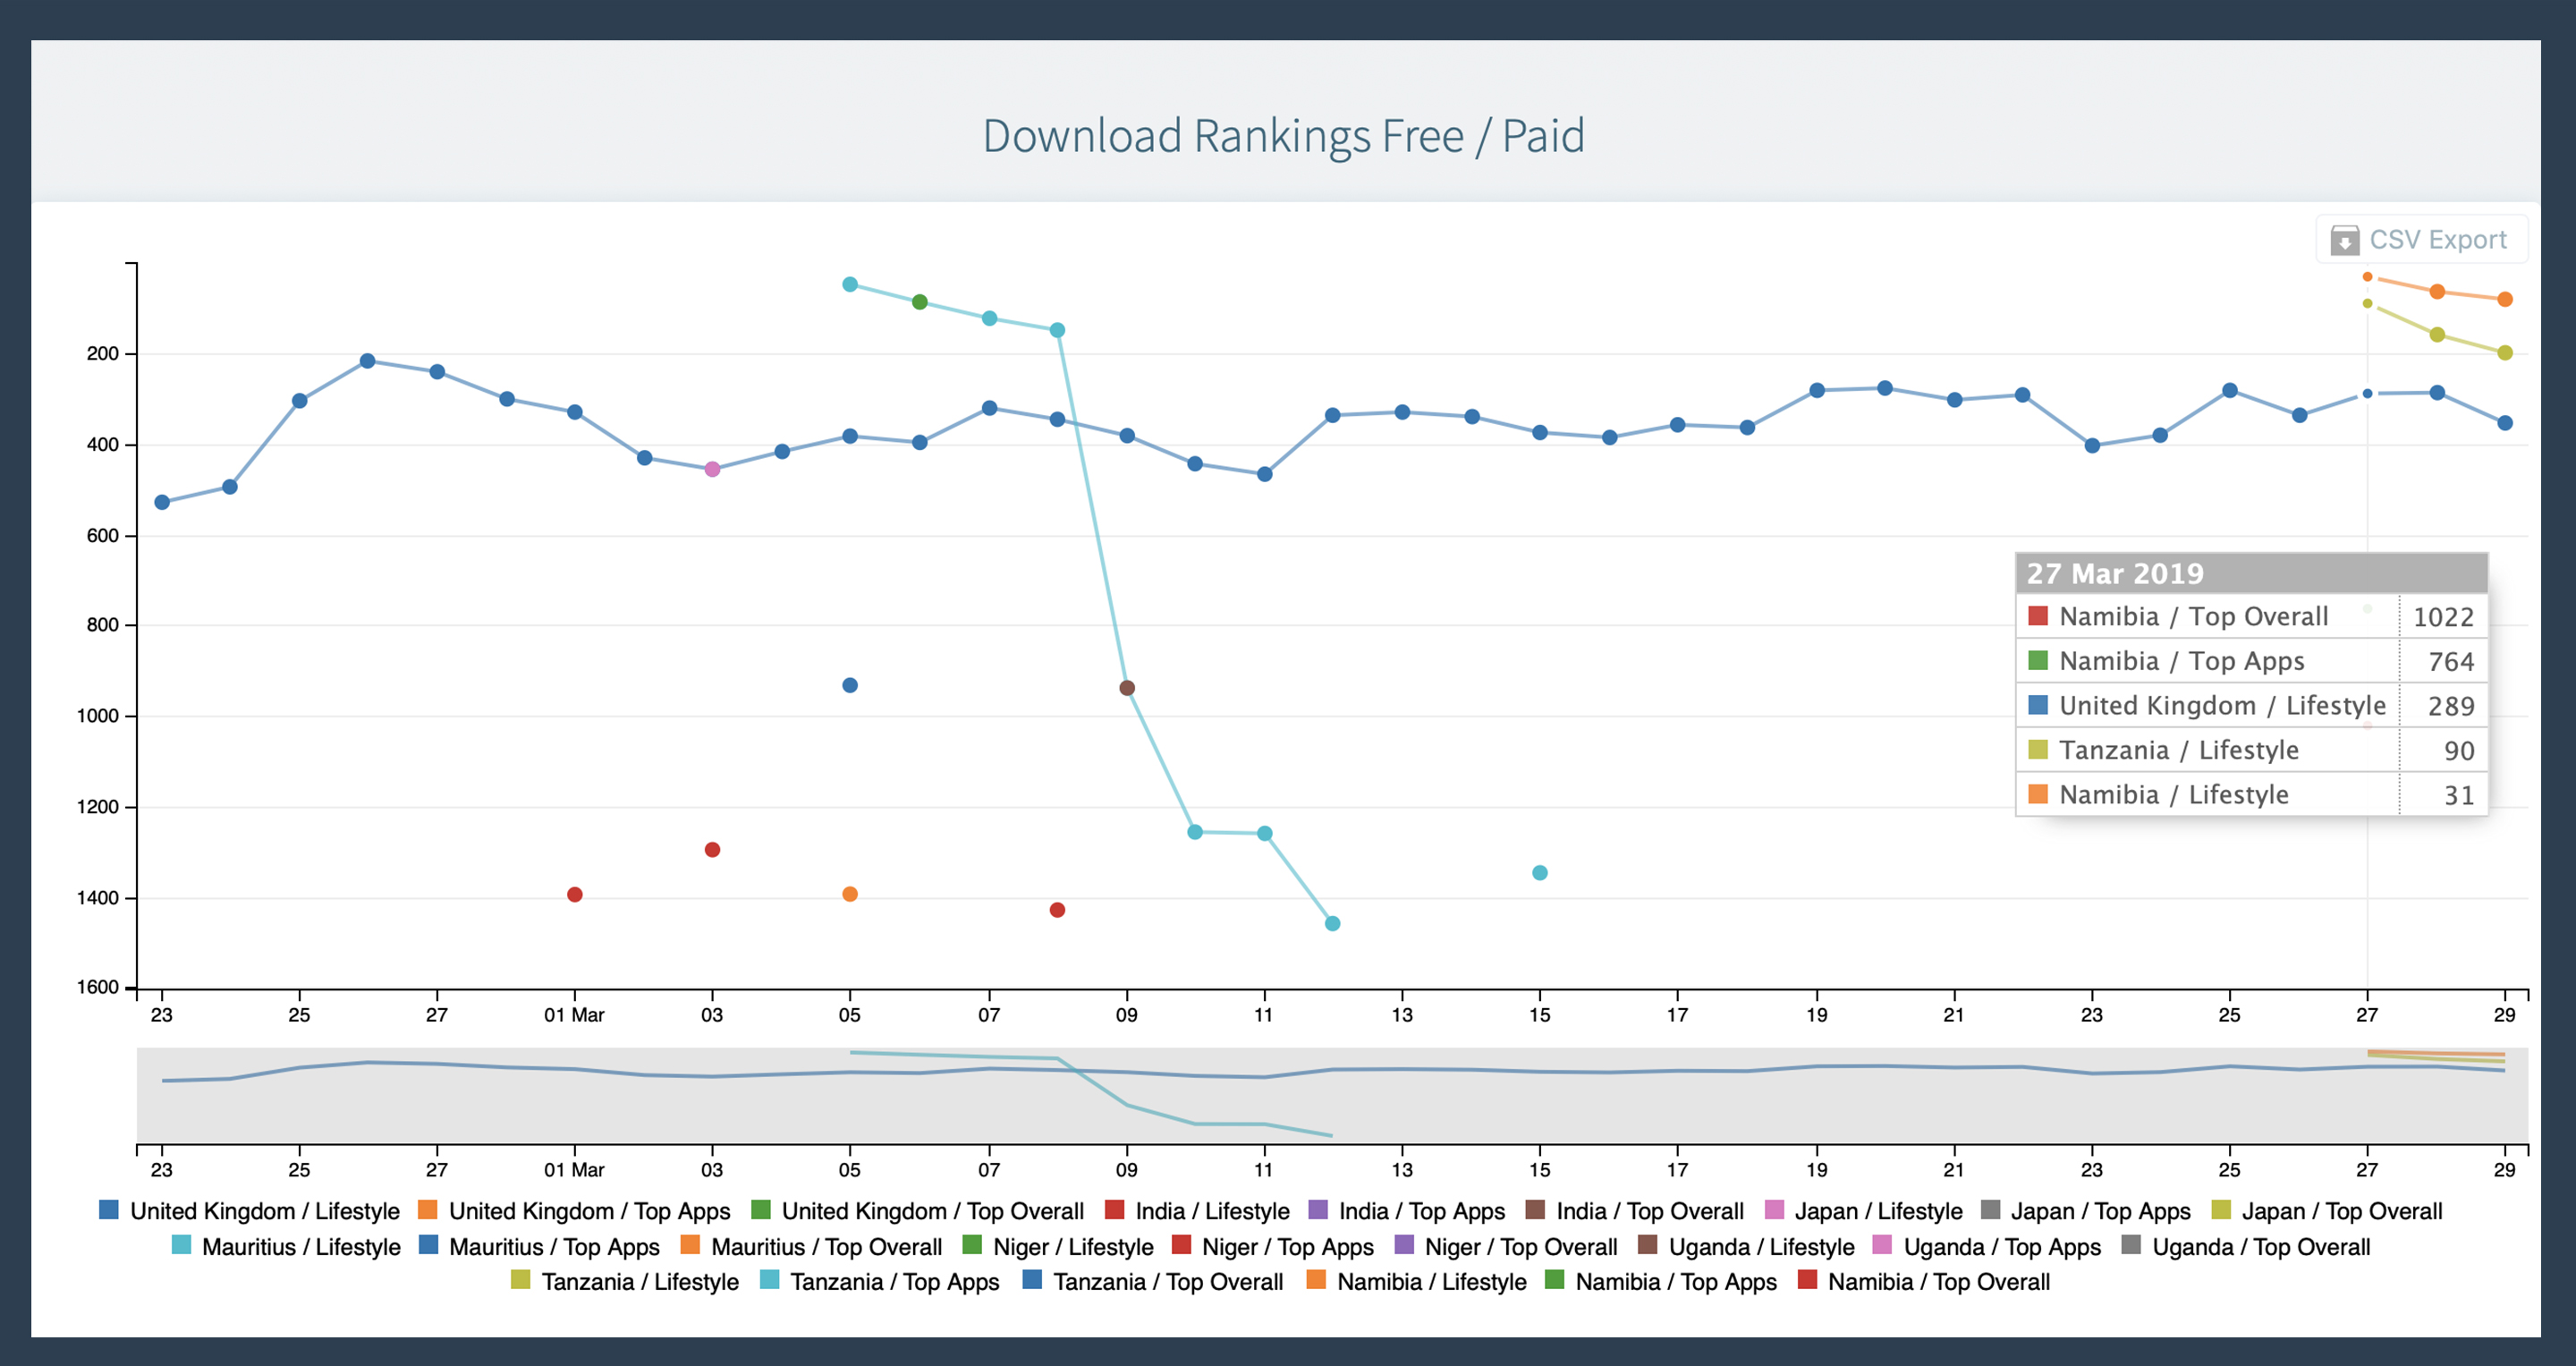 Download Rankings Free / Paid
CSV Export
200
400
600
800
1000
1200
1400
1600
27 Mar 2019
Namibia / Top Overall 1022
Namibia / Top Apps 764
United Kingdom / Lifestyle 289
Tanzania / Lifestyle 90
Namibia / Lifestyle 31
23 25 27 01 Mar 03 05 07 09 11 13 15 17 19 21 23 25 27 29
23 25 27 01 Mar 03 05 07 09 11 13 15 17 19 21 23 25 27 29
United Kingdom / Lifestyle United Kingdom / Top Apps United Kingdom / Top Overall India / Lifestyle India / Top Apps India / Top Overall Japan / Lifestyle Japan / Top Apps Japan / Top Overall
Mauritius / Lifestyle Mauritius / Top Apps Mauritius / Top Overall Niger / Lifestyle Niger / Top Apps Niger / Top Overall Uganda / Lifestyle Uganda / Top Apps Uganda / Top Overall
Tanzania / Lifestyle Tanzania / Top Apps Tanzania / Top Overall Namibia / Lifestyle Namibia / Top Apps Namibia / Top Overall